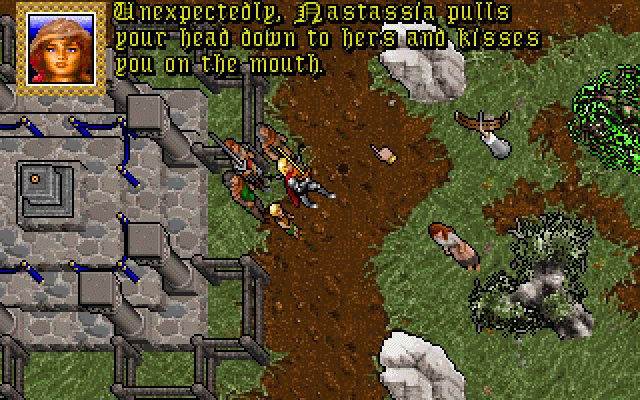 Unexpectedly, Nastassia pulls
your head down to hers and kisses
you on the mouth.